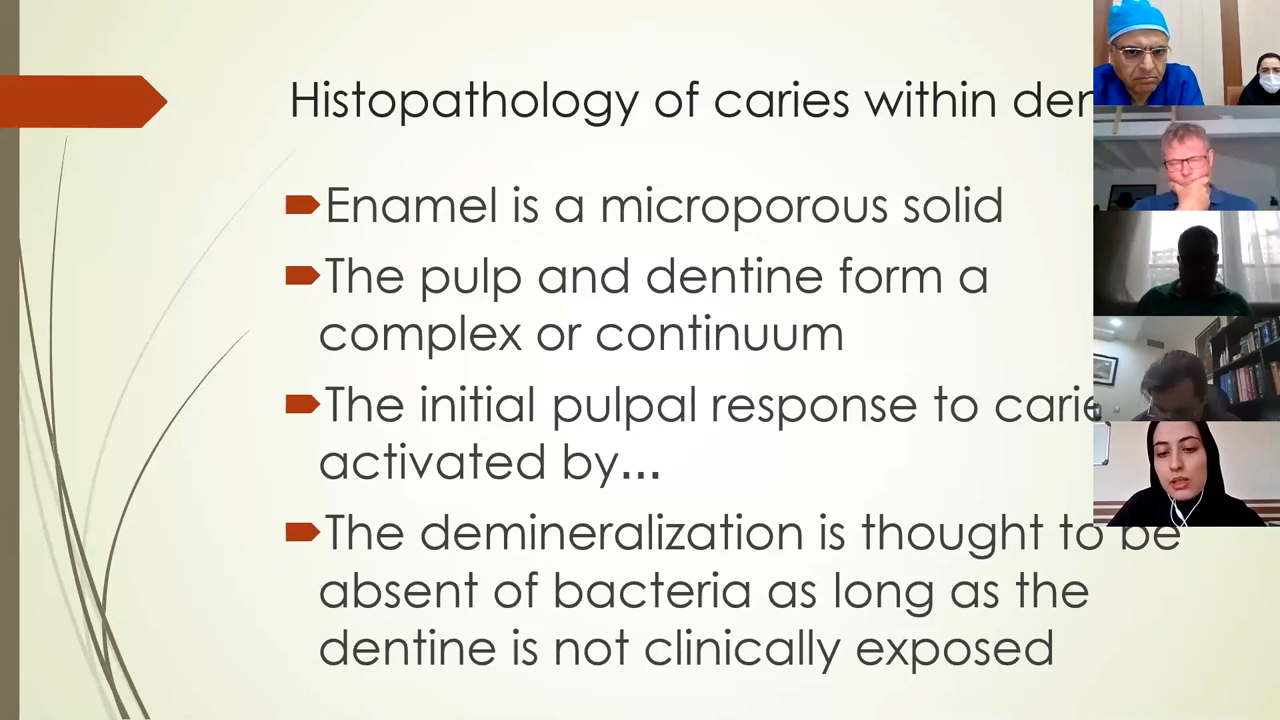 Histopathology of caries within
Enamel is a microporous solid
The pulp and dentine form a
complex or continuum
The initial pulpal response to
activated by...
The demineralization is thought to be
absent of bacteria as long as the
dentine is not clinically exposed